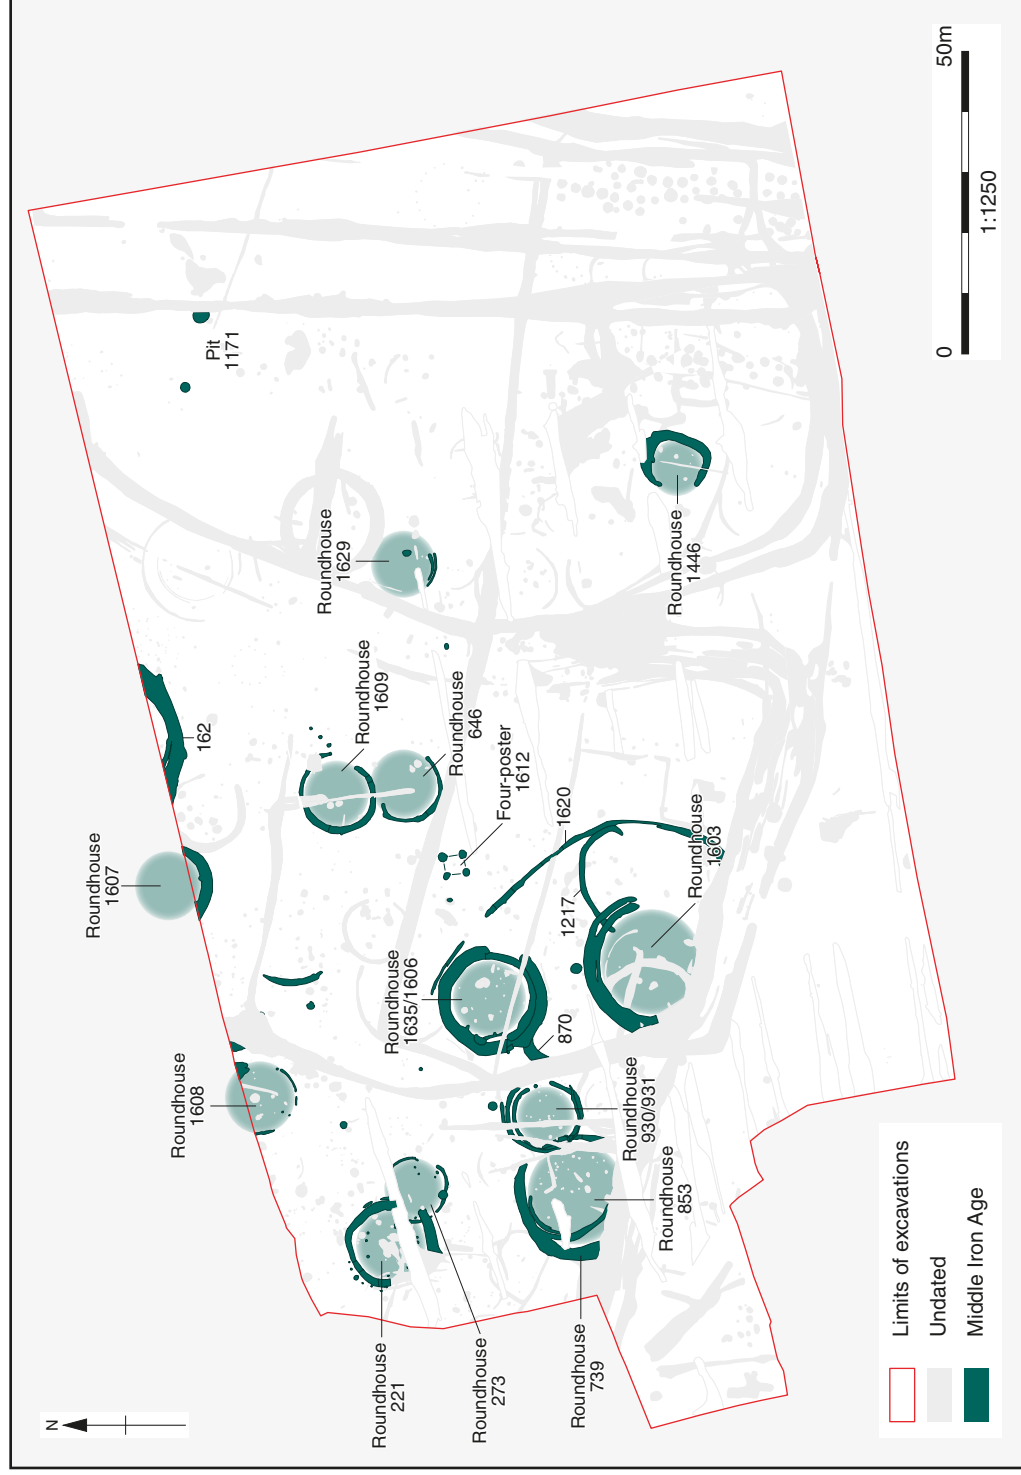 N
Roundhouse
221
Roundhouse
273
Roundhouse
739
Roundhouse
1608
Roundhouse
853
Roundhouse
930/931
870
Roundhouse
1635/1606
Roundhouse
1607
1217
Roundhouse
1603
1620
Four-poster
1612
162
Roundhouse
646
Roundhouse
1609
Roundhouse
1629
Roundhouse
1446
Pit
1171
Limits of excavations
Undated
Middle Iron Age
0
50m
1:1250